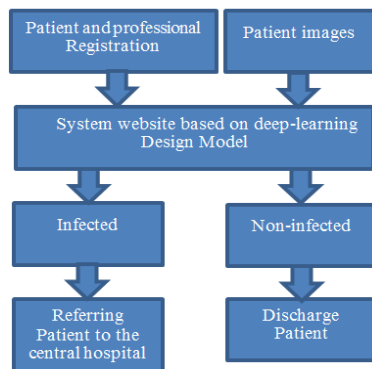 Patient and professional
Registration
Patient images
System website based on deep-learning
Design Model
Infected
Non-infected
Referring
Patient to the
central hospital
Discharge
Patient